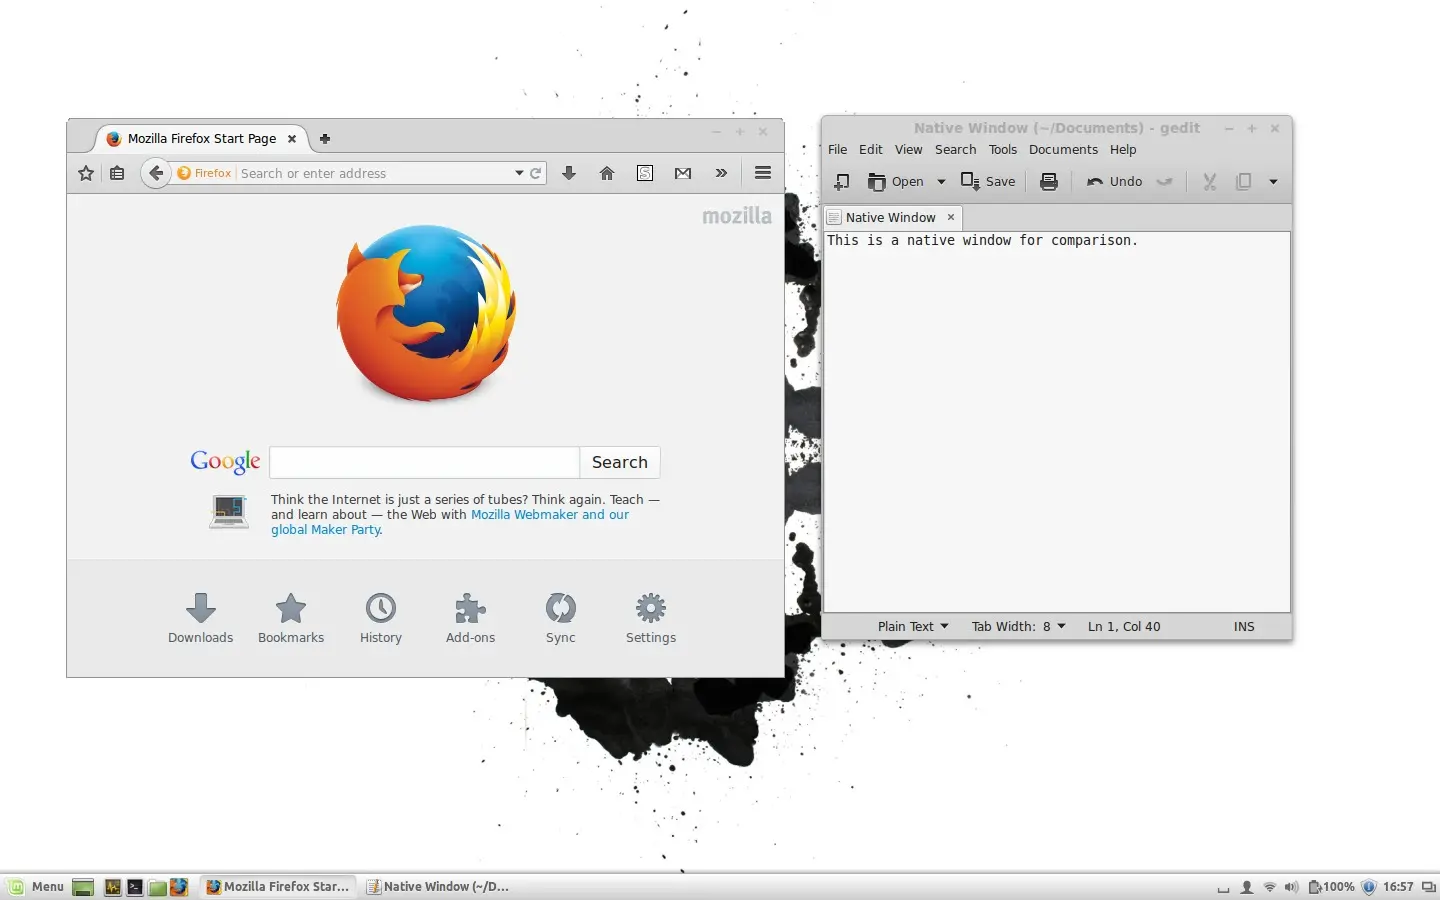 Mozilla Firefox Start Page
Firefox Search or enter address
S
mozilla
Google Search
Think the Internet is just a series of tubes? Think again. Teach —
and learn about — the Web with Mozilla Webmaker and our
global Maker Party.
Downloads Bookmarks History Add-ons Sync Settings
Native Window (~/Documents) - gedit
File Edit View Search Tools Documents Help
Open Save Undo
Native Window
This is a native window for comparison.
Plain Text Tab Width: 8 Ln 1, Col 40 INS
Menu Mozilla Firefox Star... Native Window (~/D... 100% 16:57